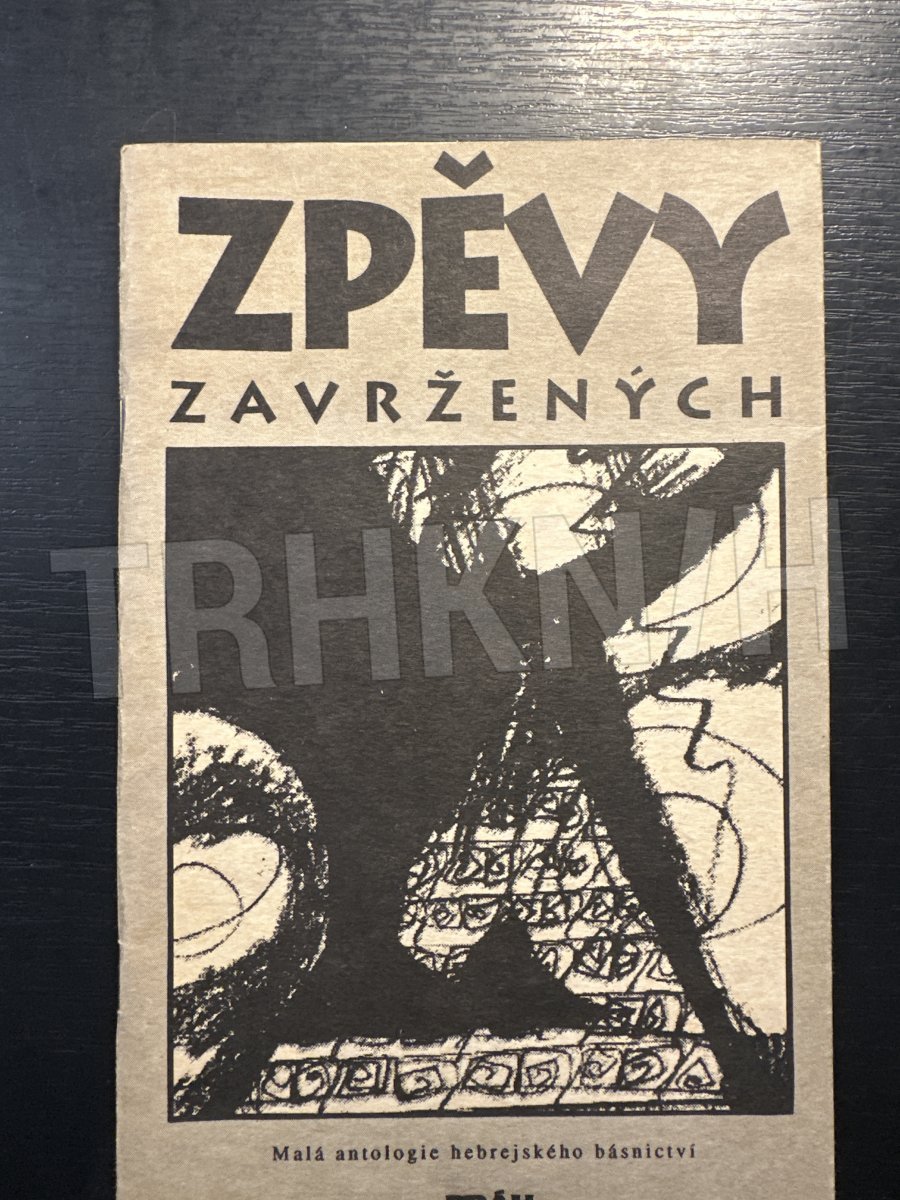 ZPĚVY
ZAVRŽENÝCH
TRHKNIH
Malá antologie hebrejského básnictví